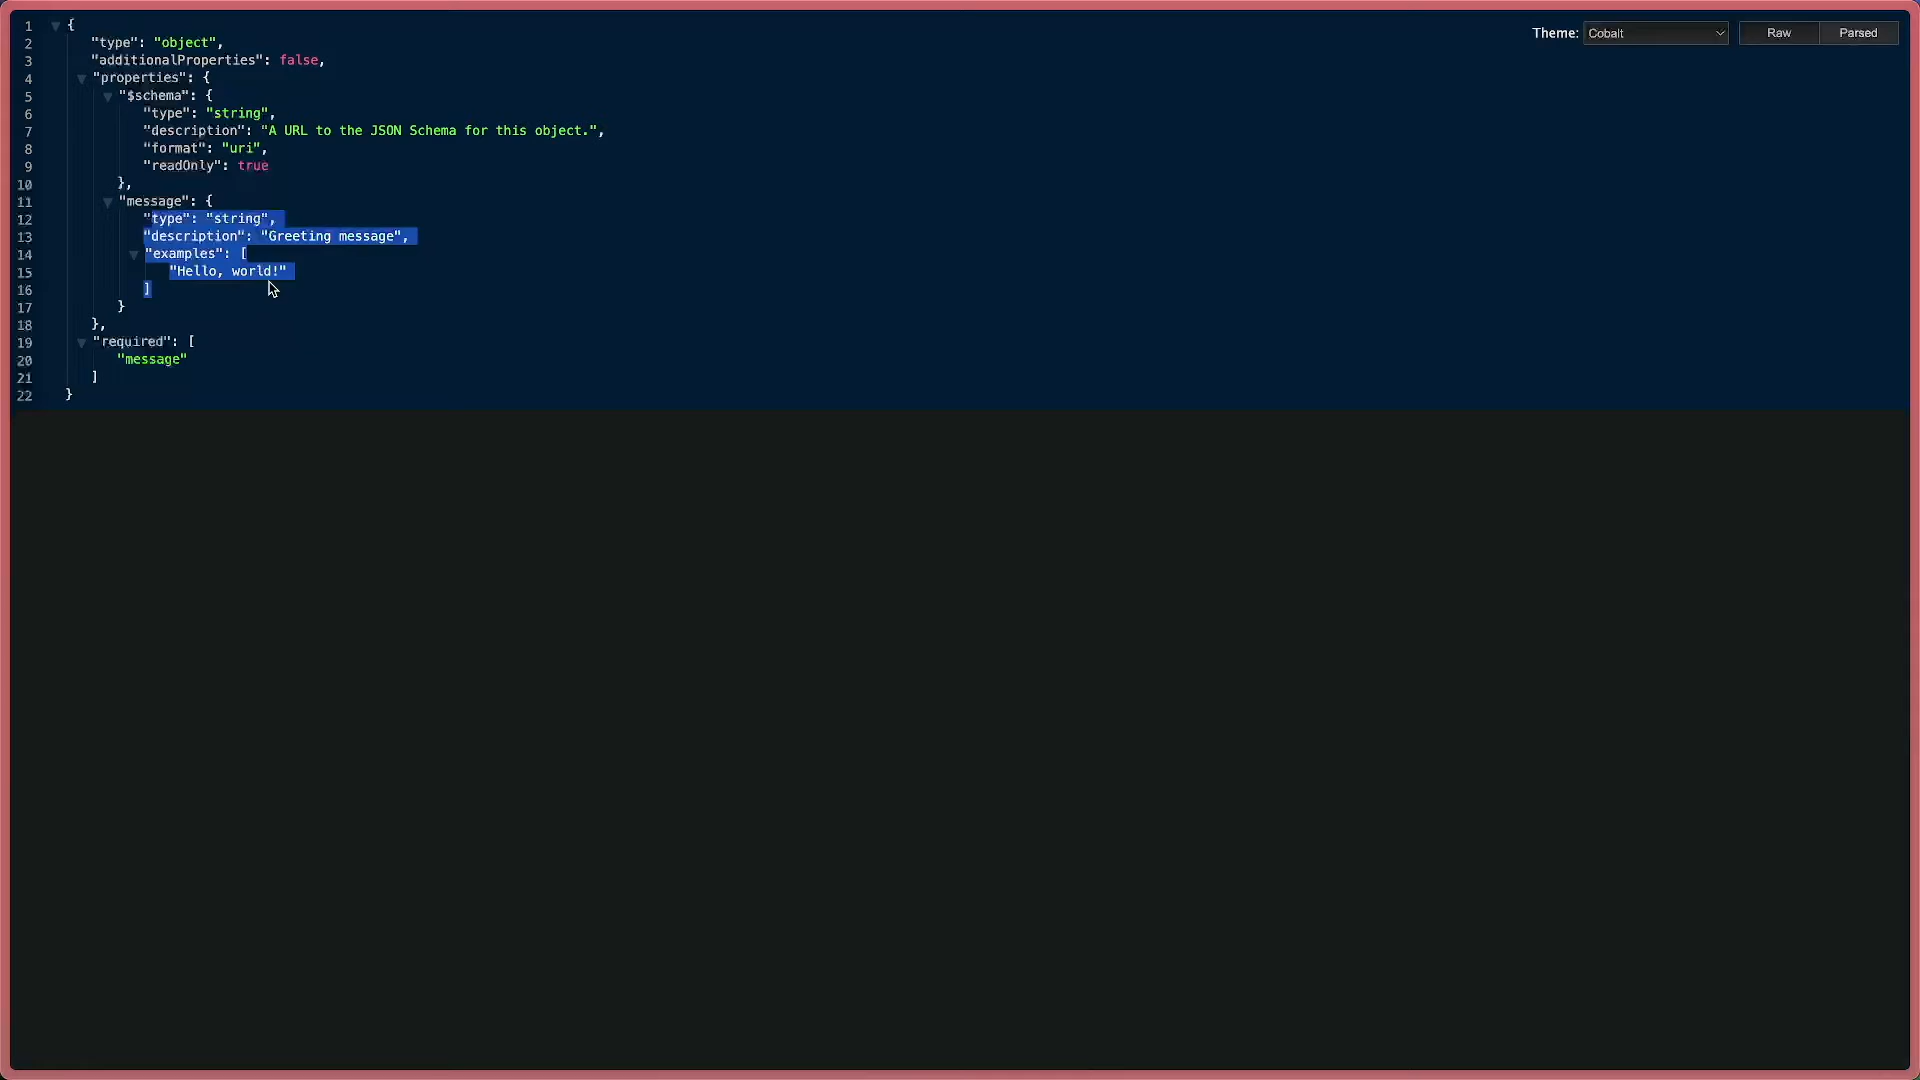 Theme: Cobalt Raw Parsed
1 {
2 "type": "object",
3 "additionalProperties": false,
4 "properties": {
5 "$schema": {
6 "type": "string",
7 "description": "A URL to the JSON Schema for this object.",
8 "format": "uri",
9 "readOnly": true
10 },
11 "message": {
12 "type": "string",
13 "description": "Greeting message",
14 "examples": [
15 "Hello, world!"
16 ]
17 }
18 },
19 "required": [
20 "message"
21 ]
22 }